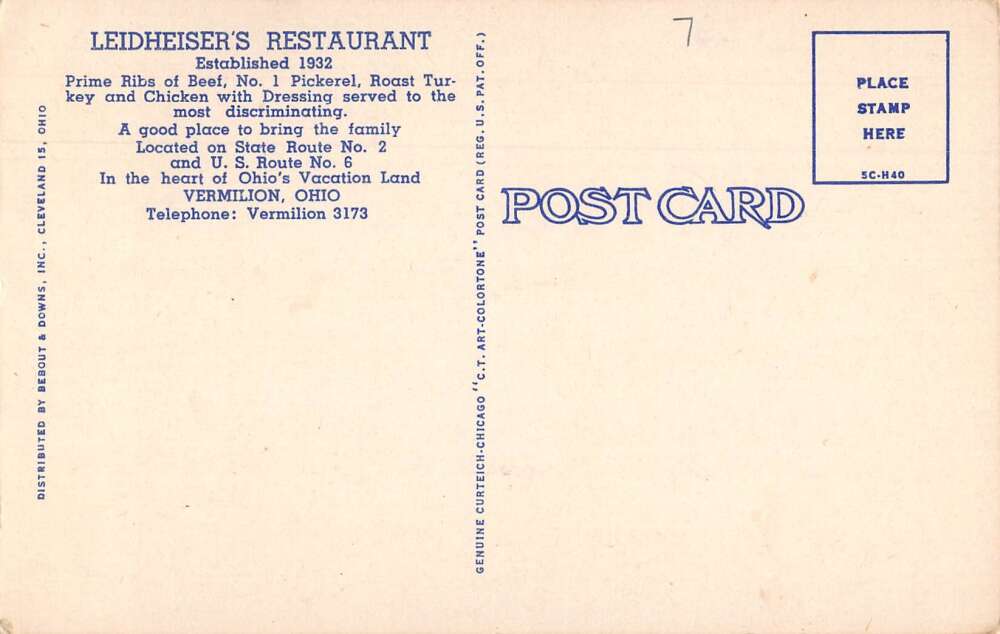 LEIDHEISER'S RESTAURANT
Established 1932
Prime Ribs of Beef, No. 1 Pickerel, Roast Tur-
key and Chicken with Dressing served to the
most discriminating.
A good place to bring the family
Located on State Route No. 2
and U. S. Route No. 6
In the heart of Ohio's Vacation Land
VERMILION, OHIO
Telephone: Vermilion 3173
DISTRIBUTED BY BEBOUT & DOWNS, INC., CLEVELAND 15, OHIO
GENUINE CURTEICH-CHICAGO "C.T. ART-COLORTONE" POST CARD (REG. U.S. PAT. OFF.)
7
POST CARD
PLACE
STAMP
HERE
5C-H40